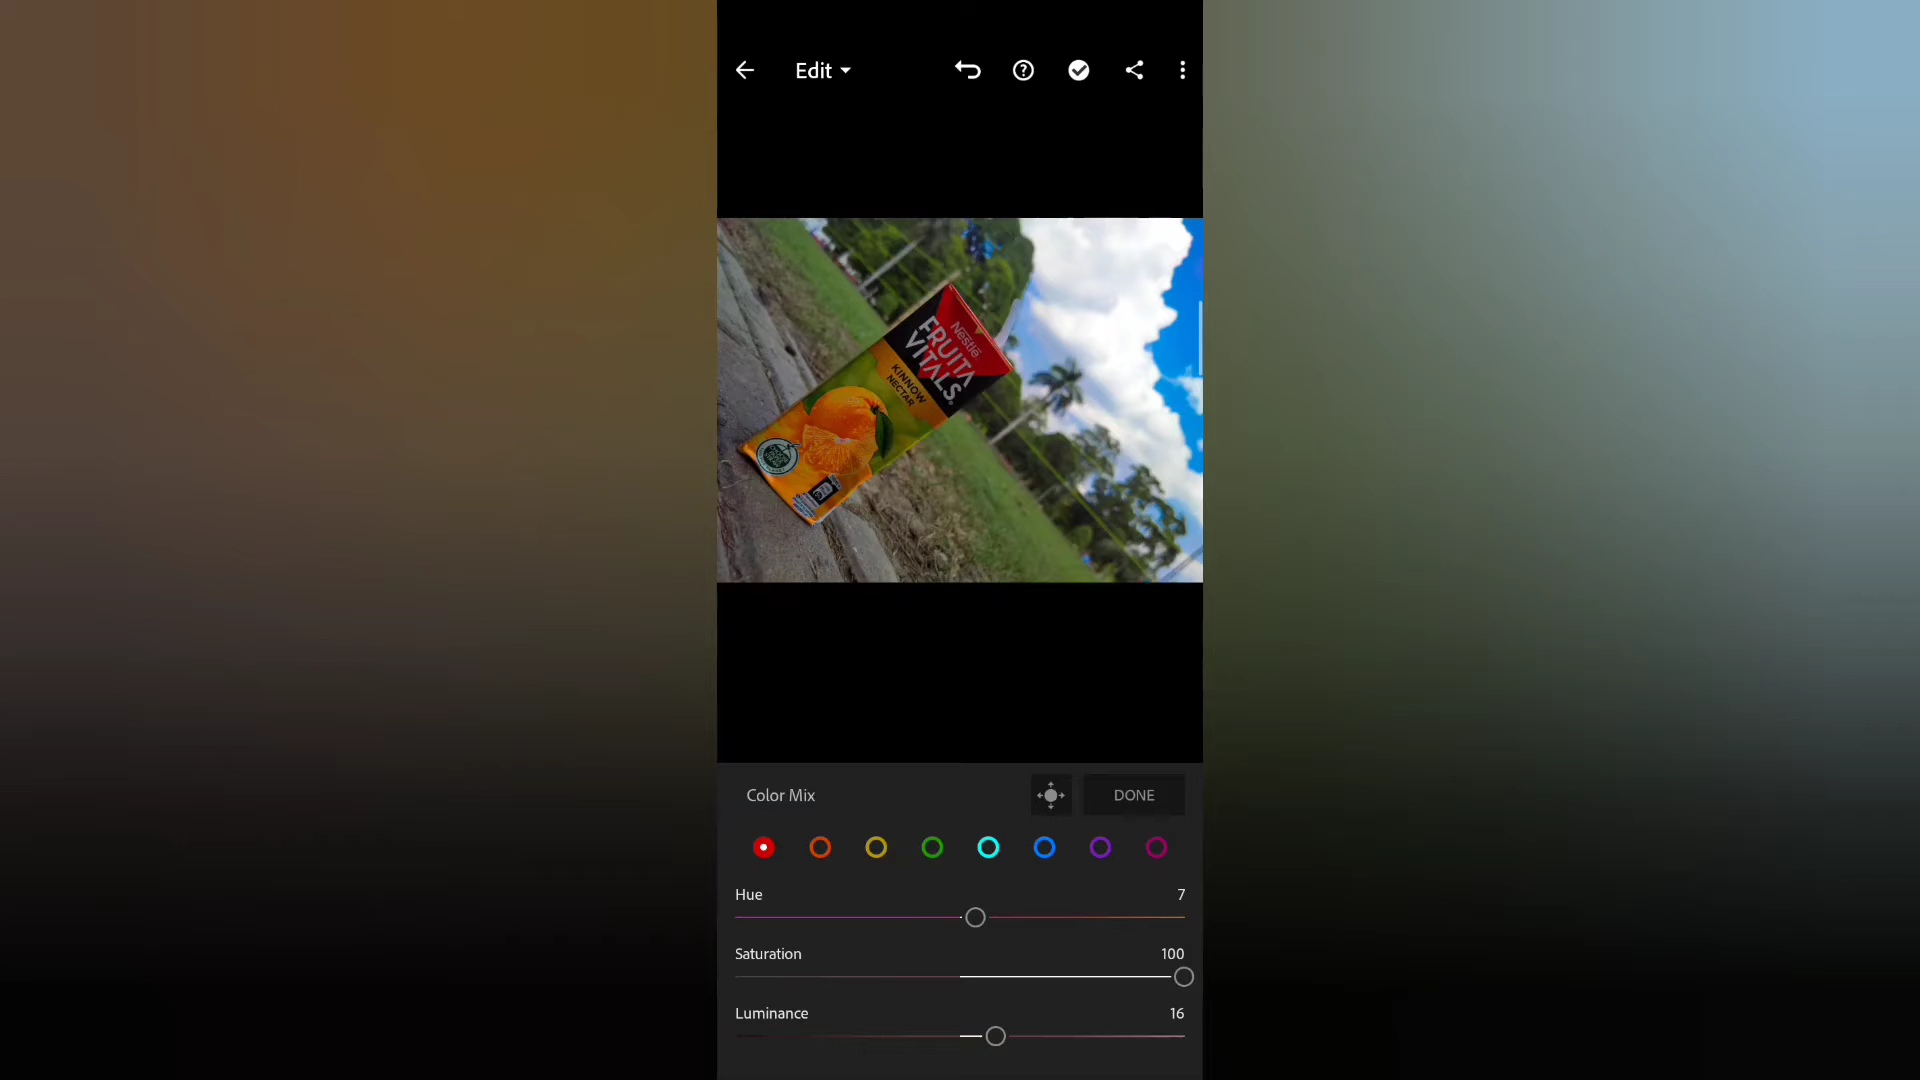 Edit
Nestlé
FRUITA
VITALS
KINNOW
NECTAR
Color Mix
DONE
Hue
7
Saturation
100
Luminance
16